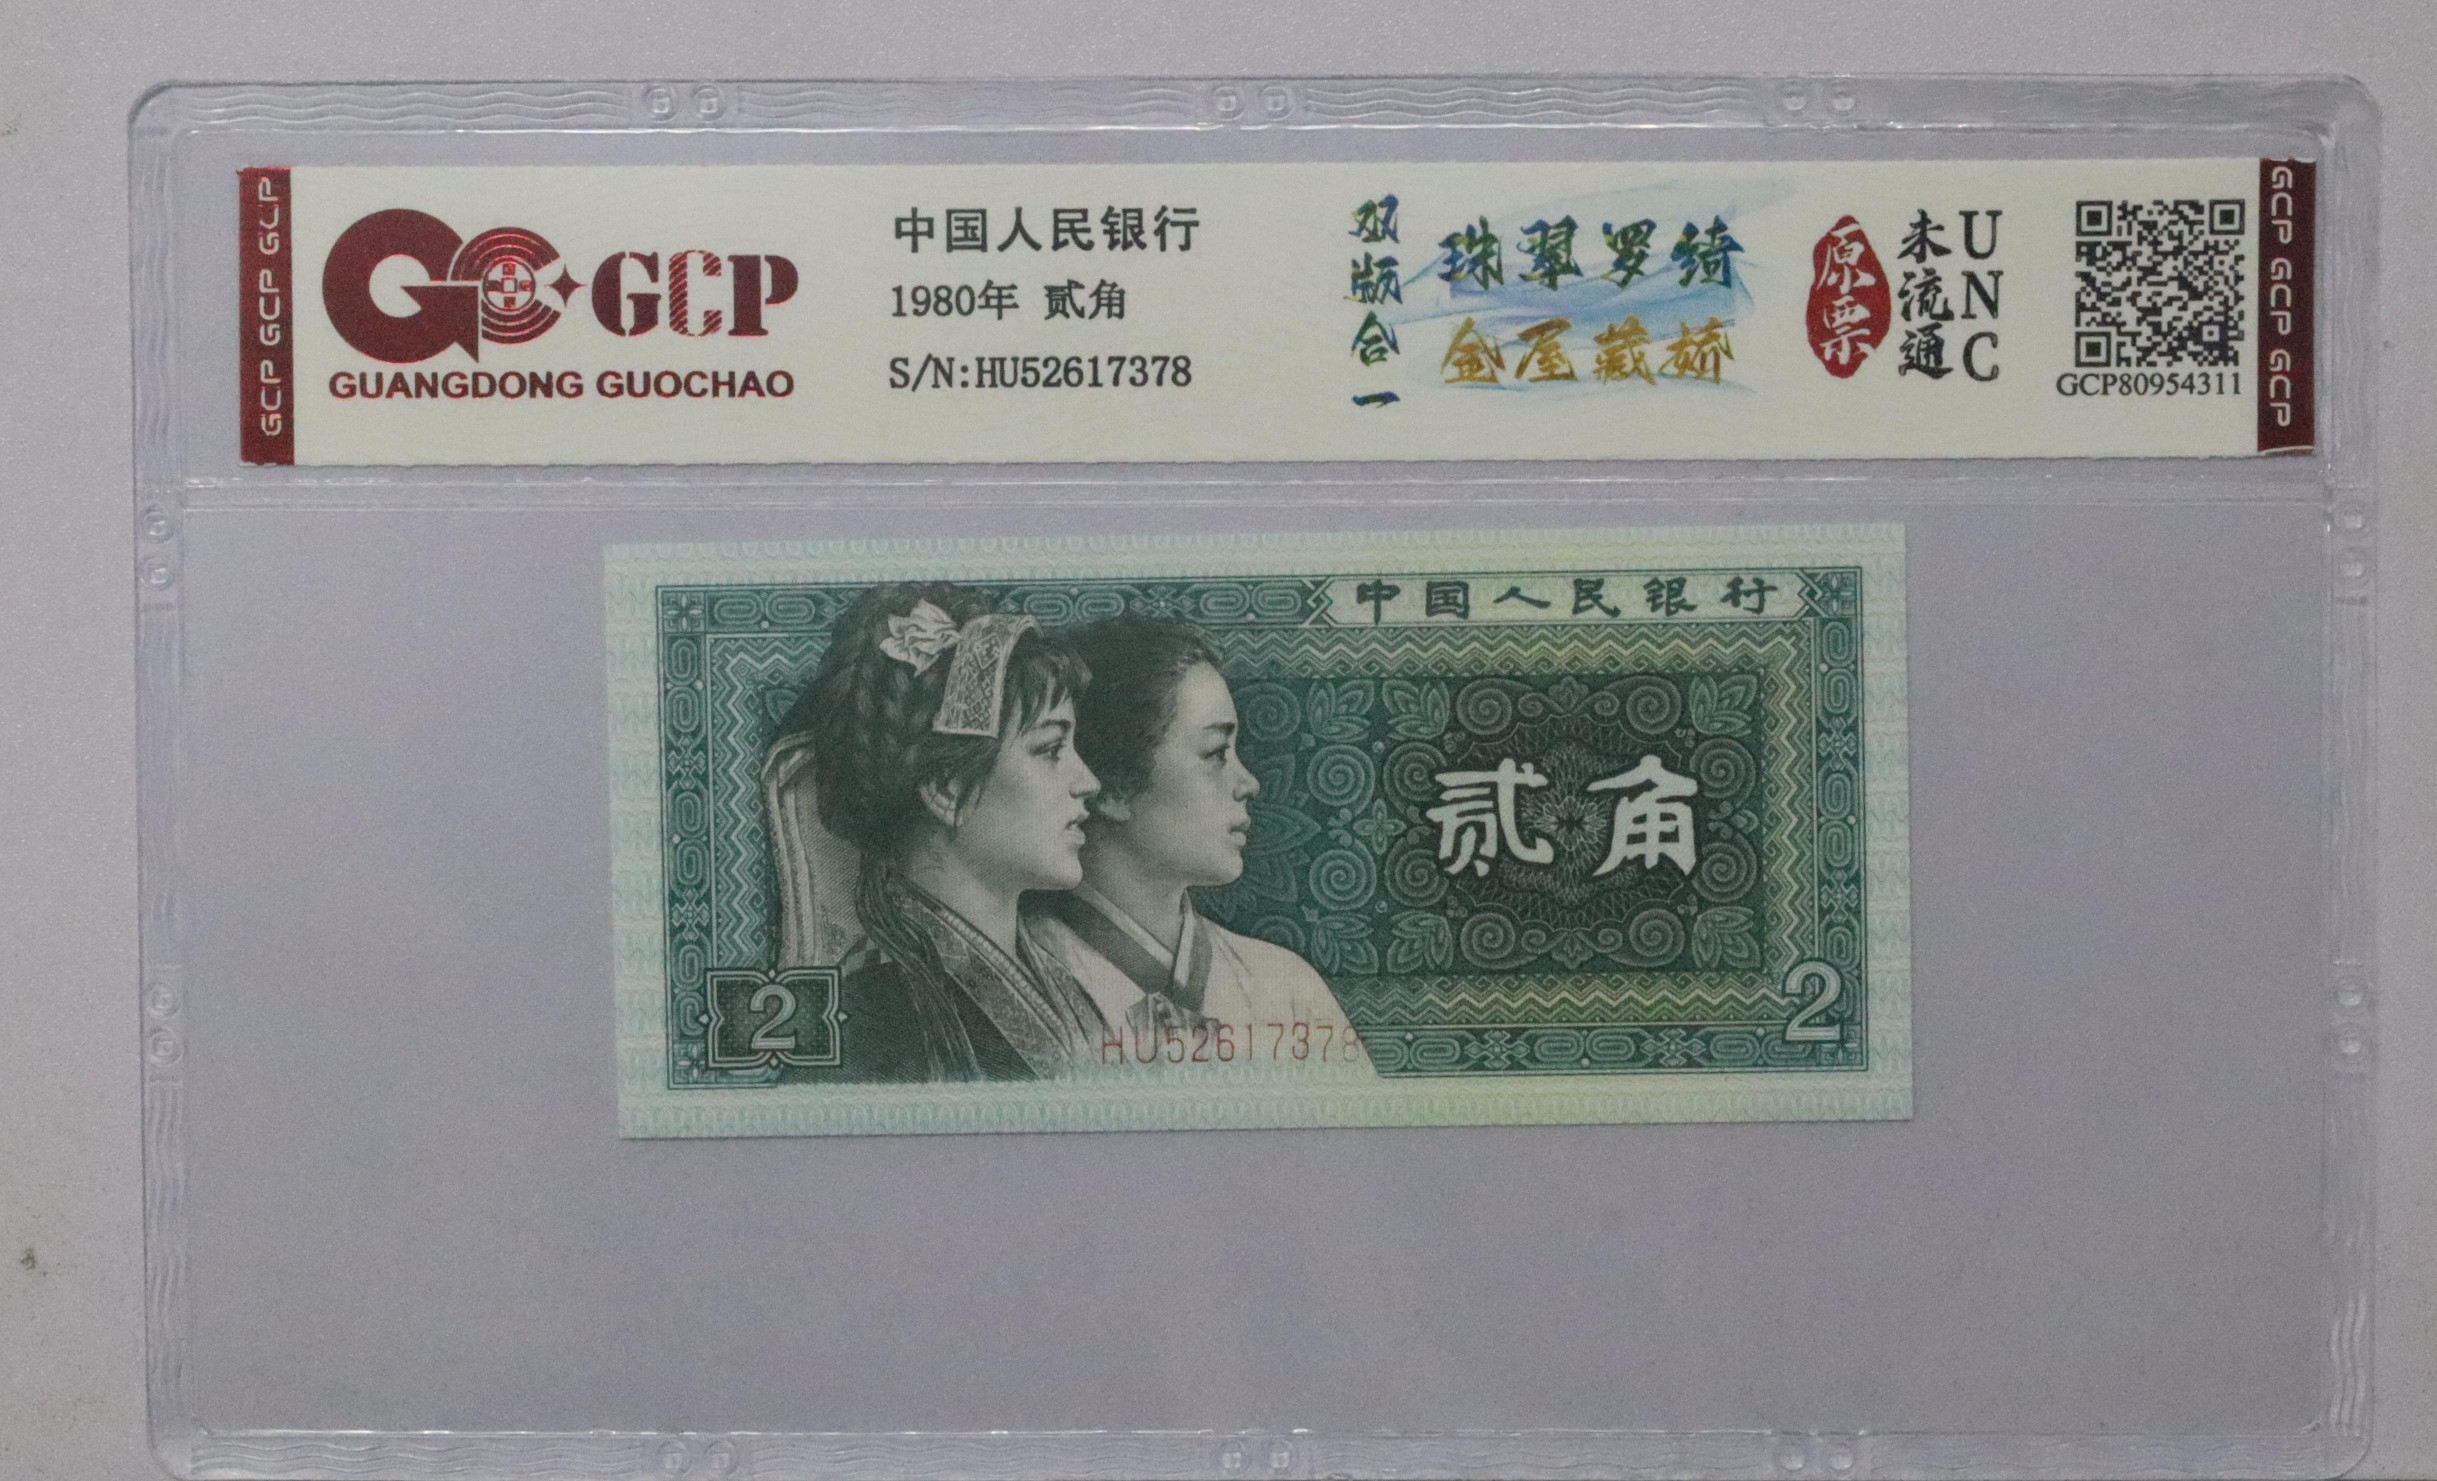 GCP GCP GCP
GCP
GUANGDONG GUOCHAO
中国人民银行
1980年 贰角
S/N:HU52617378
双版合一
珠翠罗绮
金屋藏娇
原票
未流通
UNC
GCP80954311
GCP GCP GCP
中国人民银行
贰角
2
2
HU52617378